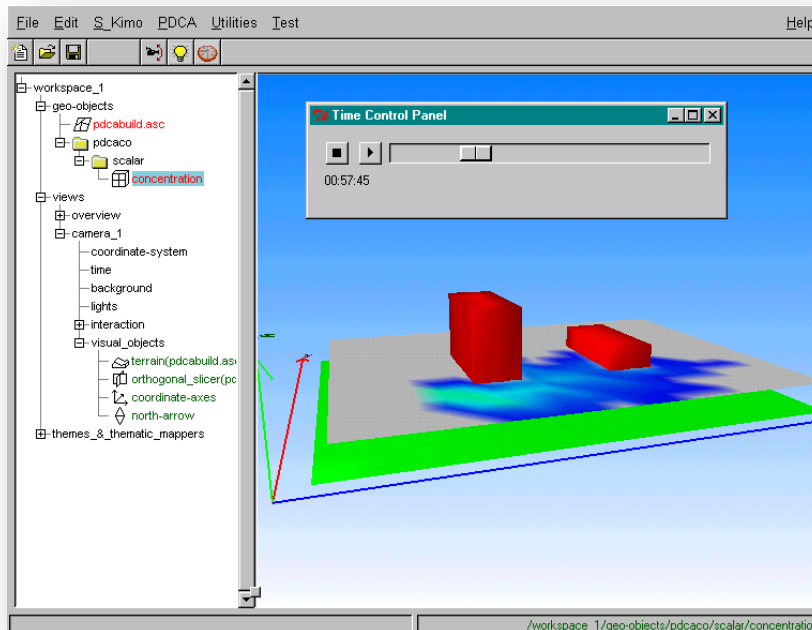 File Edit S_Kimo PDCA Utilities Test Help
workspace_1
geo-objects
pdcabuild.asc
pdcaco
scalar
concentration
views
overview
camera_1
coordinate-system
time
background
lights
interaction
visual_objects
terrain(pdcabuild.asc
orthogonal_slicer(pc
coordinate-axes
north-arrow
themes_&_thematic_mappers
Time Control Panel
00:57:45
/workspace_1/geo-objects/pdcaco/scalar/concentratio